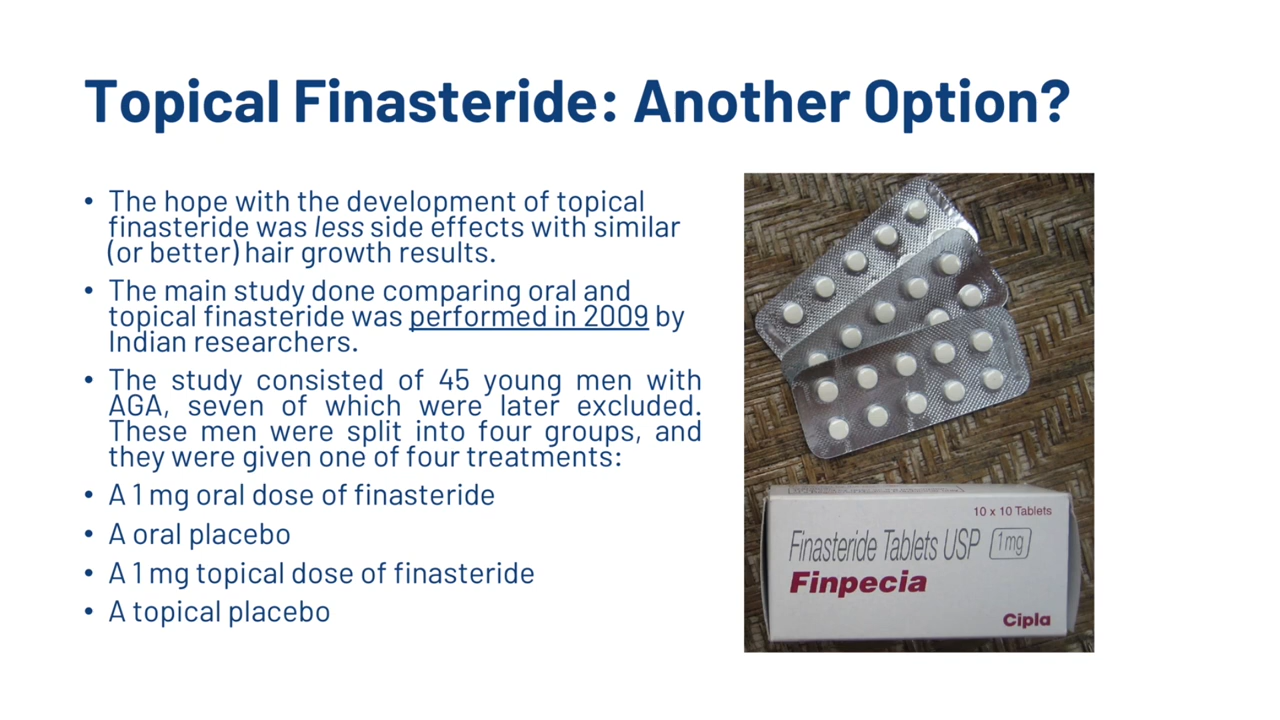 Topical Finasteride: Another Option?
• The hope with the development of topical
finasteride was less side effects with similar
(or better) hair growth results.
• The main study done comparing oral and
topical finasteride was performed in 2009 by
Indian researchers.
• The study consisted of 45 young men with
AGA, seven of which were later excluded.
These men were split into four groups, and
they were given one of four treatments:
• A 1 mg oral dose of finasteride
• A oral placebo
• A 1 mg topical dose of finasteride
• A topical placebo
10 x 10 Tablets
Finasteride Tablets USP 1mg
Finpecia
Cipla